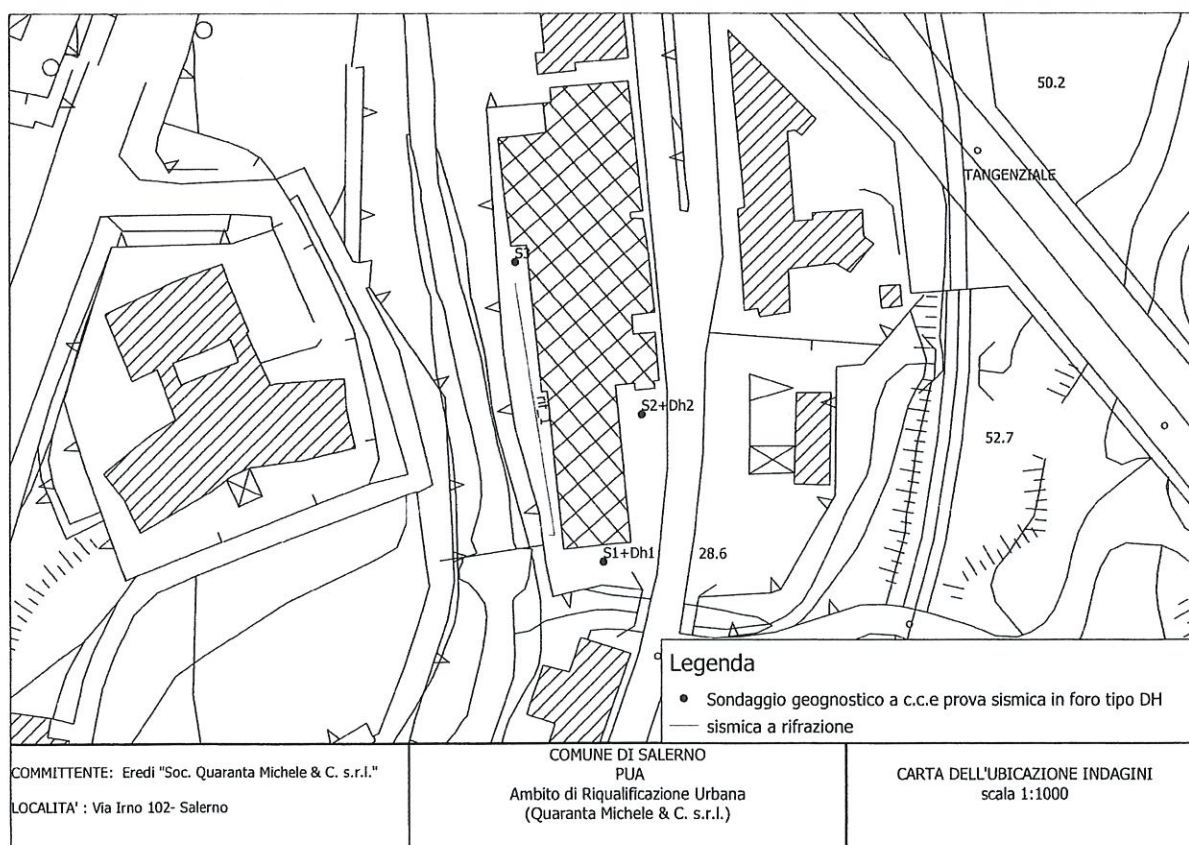 50.2
TANGENZIALE
S3
S2+Dh2
52.7
S1+Dh1
28.6
Legenda
Sondaggio geognostico a c.c.e prova sismica in foro tipo DH
sismica a rifrazione
COMMITTENTE: Eredi "Soc. Quaranta Michele & C. s.r.l."
LOCALITA' : Via Irno 102- Salerno
COMUNE DI SALERNO
PUA
Ambito di Riqualificazione Urbana
(Quaranta Michele & C. s.r.l.)
CARTA DELL'UBICAZIONE INDAGINI
scala 1:1000